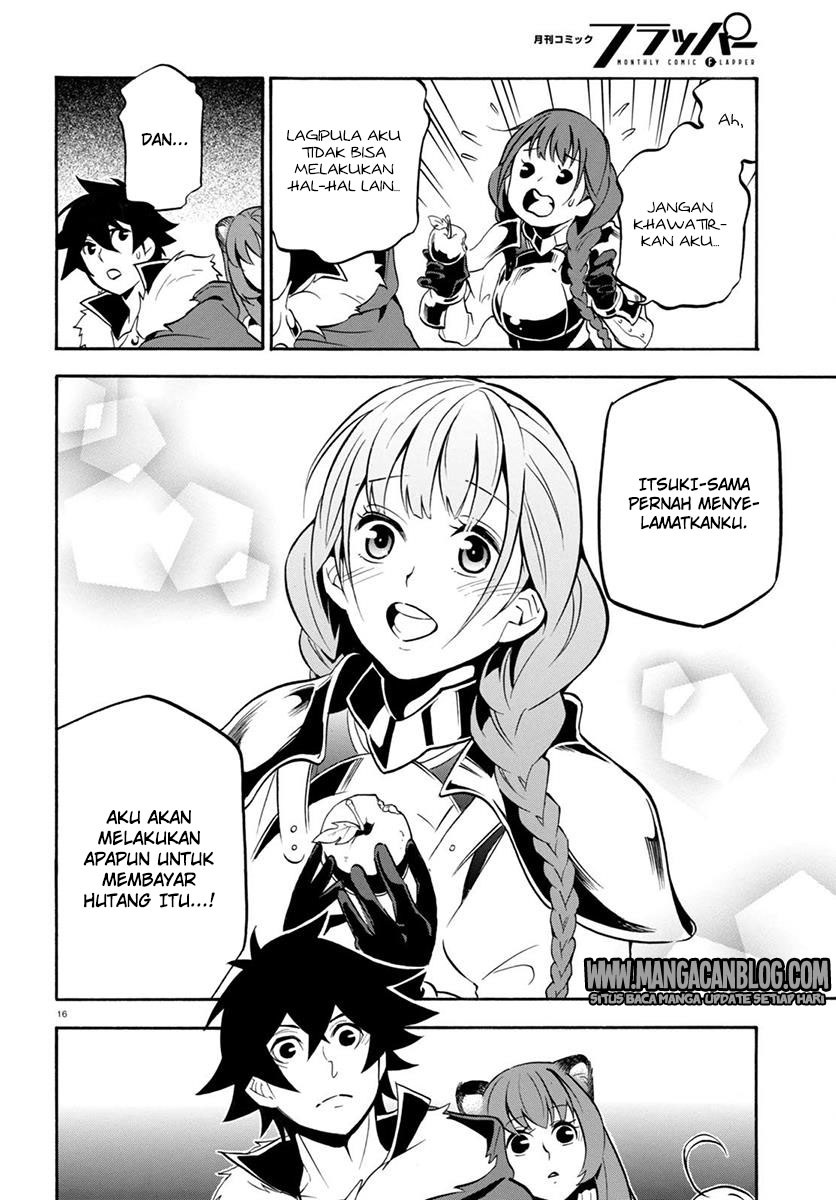 月刊コミック
フラッパー
MONTHLY COMIC FLAPPER
Ah,
JANGAN
KHAWATIR-
KAN AKU...
LAGIPULA AKU
TIDAK BISA
MELAKUKAN
HAL-HAL LAIN...
DAN...
ITSUKI-SAMA
PERNAH MENYE-
LAMATKANKU.
AKU AKAN
MELAKUKAN
APAPUN UNTUK
MEMBAYAR
HUTANG ITU...!
WWW.MANGACANBLOG.COM
SITUS BACA MANGA UPDATE SETIAP HARI
16